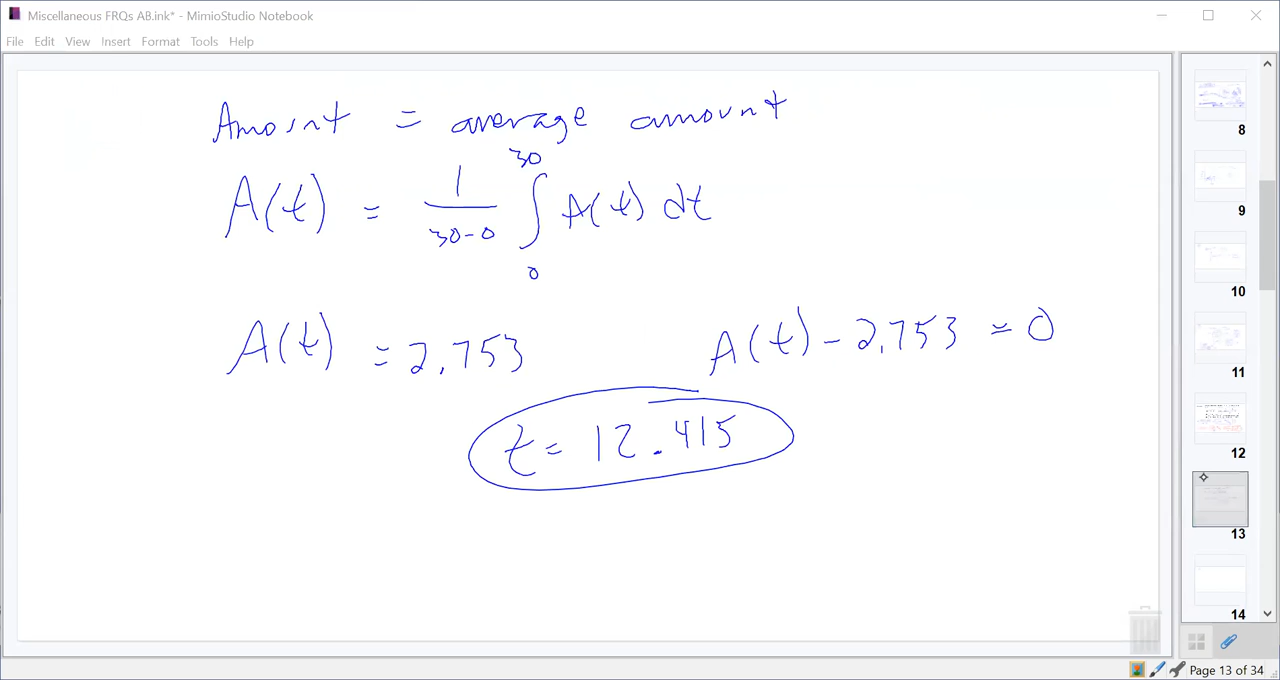 Miscellaneous FRQs AB.ink* - MimioStudio Notebook
File Edit View Insert Format Tools Help
Amount = average amount
A(t) = 1/(30-0) ∫₀³⁰ A(t) dt
A(t) = 2.753
A(t) - 2.753 = 0
t = 12.415
8
9
10
11
12
13
14
Page 13 of 34